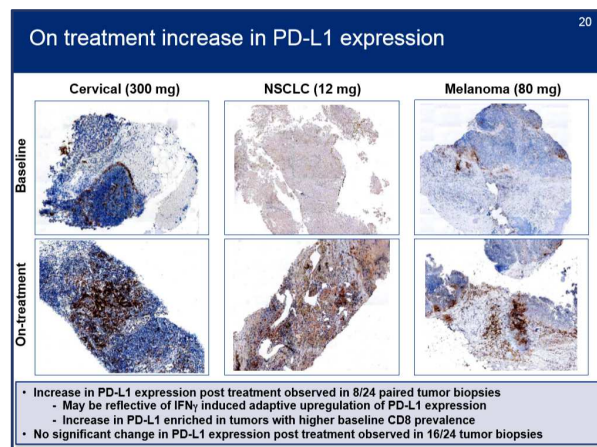 20
On treatment increase in PD-L1 expression
Cervical (300 mg)
NSCLC (12 mg)
Melanoma (80 mg)
Baseline
On-treatment
• Increase in PD-L1 expression post treatment observed in 8/24 paired tumor biopsies
- May be reflective of IFNγ induced adaptive upregulation of PD-L1 expression
- Increase in PD-L1 enriched in tumors with higher baseline CD8 prevalence
• No significant change in PD-L1 expression post treatment observed in 16/24 tumor biopsies